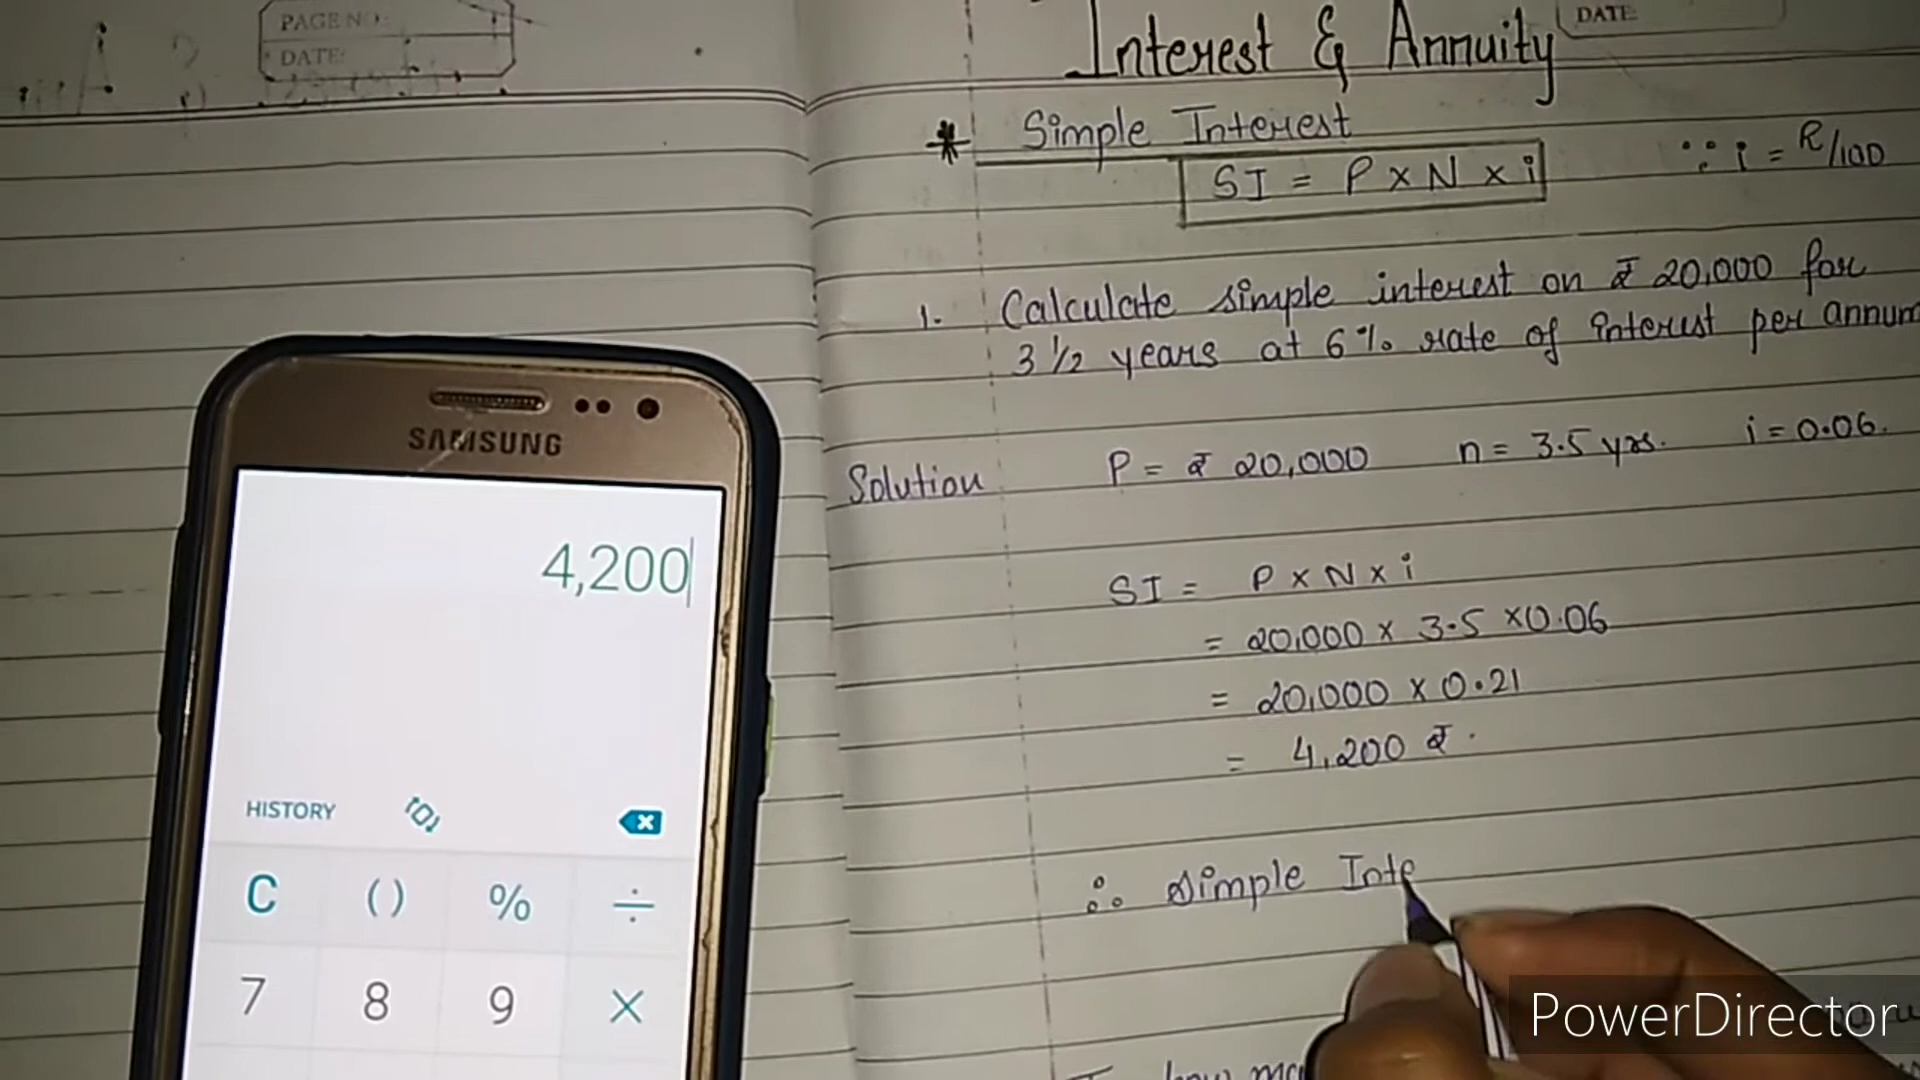 PAGE NO:
DATE:
DATE:
Interest & Annuity
* Simple Interest
SI = P × N × i ∵ i = R/100
1. Calculate simple interest on ₹ 20,000 for
3 1/2 years at 6% rate of interest per annum
Solution P = ₹ 20,000 n = 3.5 yrs. i = 0.06.
SI = P × N × i
= 20,000 × 3.5 × 0.06
= 20,000 × 0.21
= 4,200 ₹.
∴ Simple Inte
how
SAMSUNG
4,200
HISTORY
C ( ) % ÷
7 8 9 ×
PowerDirector